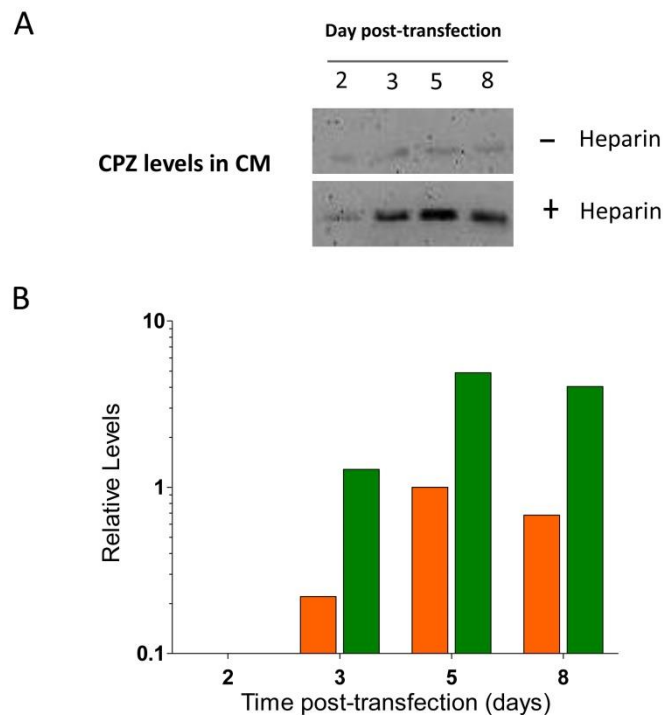 A
Day post-transfection
2 3 5 8
CPZ levels in CM
– Heparin
+ Heparin
B
10
1
0.1
Relative Levels
2 3 5 8
Time post-transfection (days)